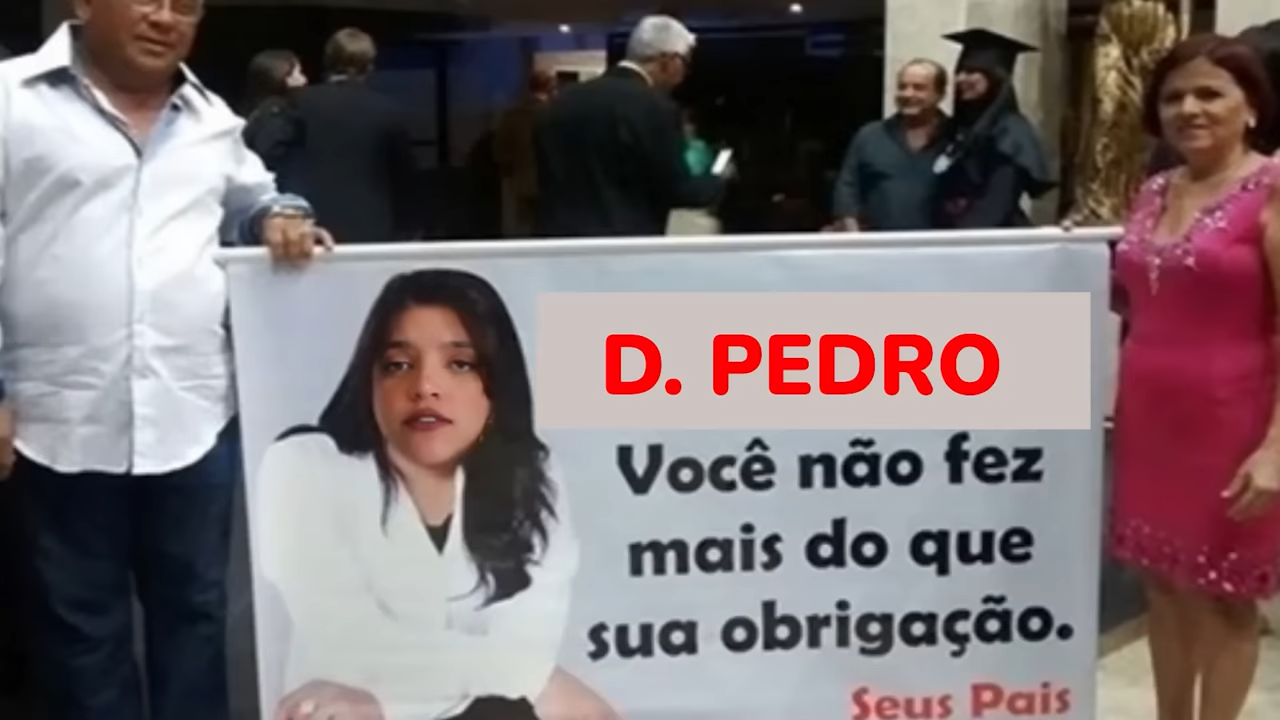 D. PEDRO
Você não fez
mais do que
sua obrigação.
Seus Pais